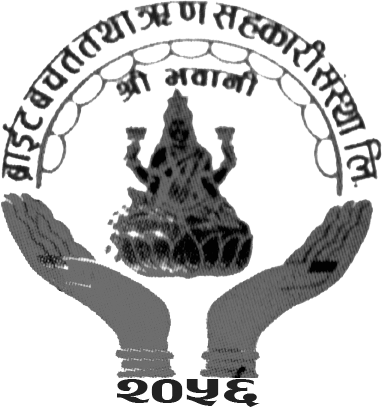 ब्राईट बचत तथा ऋण सहकारी संस्था लि.
श्री भवानी
२०५६